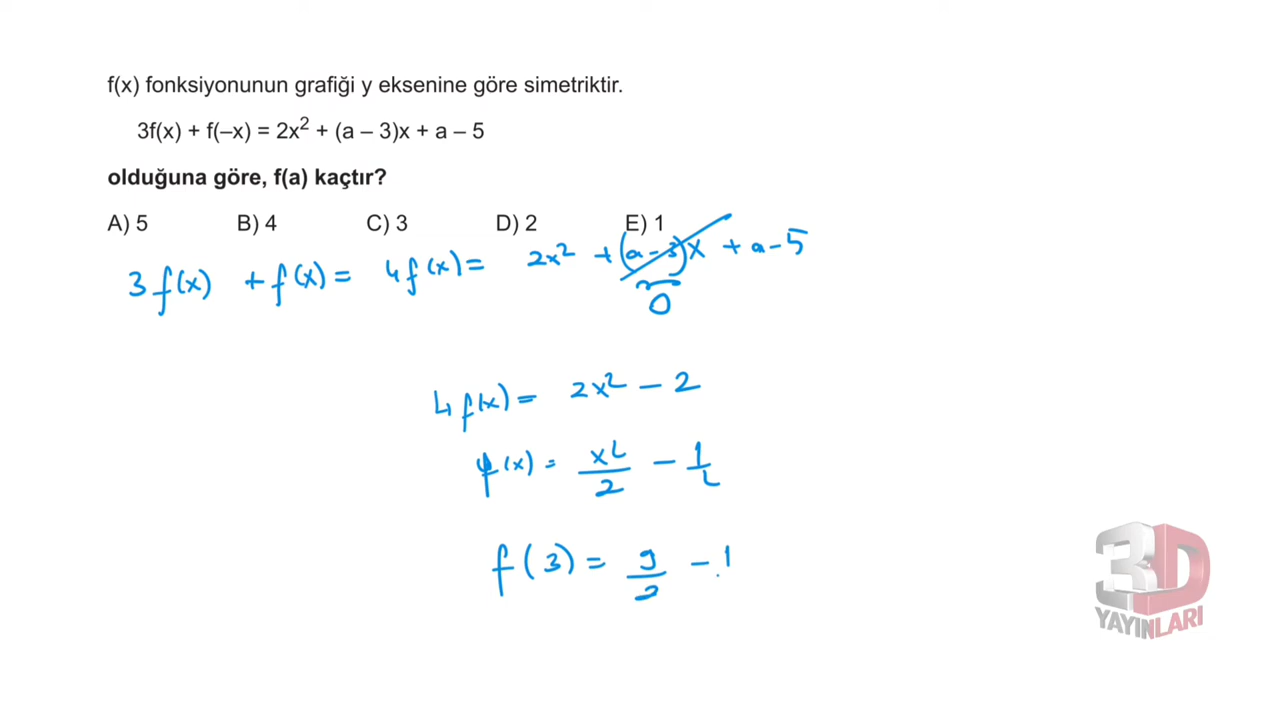 f(x) fonksiyonunun grafiği y eksenine göre simetriktir.
3f(x) + f(–x) = 2x² + (a – 3)x + a – 5
olduğuna göre, f(a) kaçtır?
A) 5 B) 4 C) 3 D) 2 E) 1
3f(x) + f(x) = 4f(x) = 2x² + (a – 3)x + a – 5
0
4f(x) = 2x² – 2
f(x) = x²/2 – 1/2
f(3) = 9/2 – 1
3D
YAYINLARI